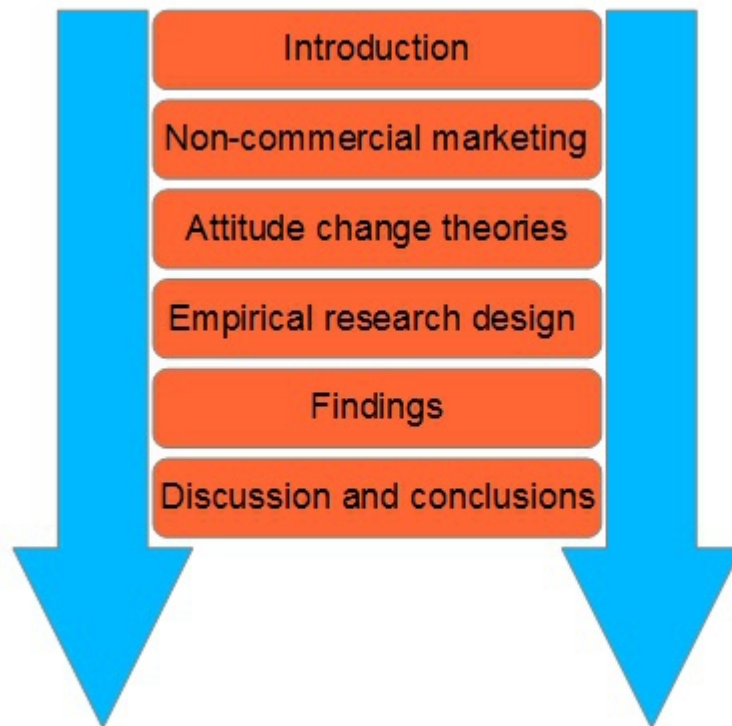 Introduction
Non-commercial marketing
Attitude change theories
Empirical research design
Findings
Discussion and conclusions